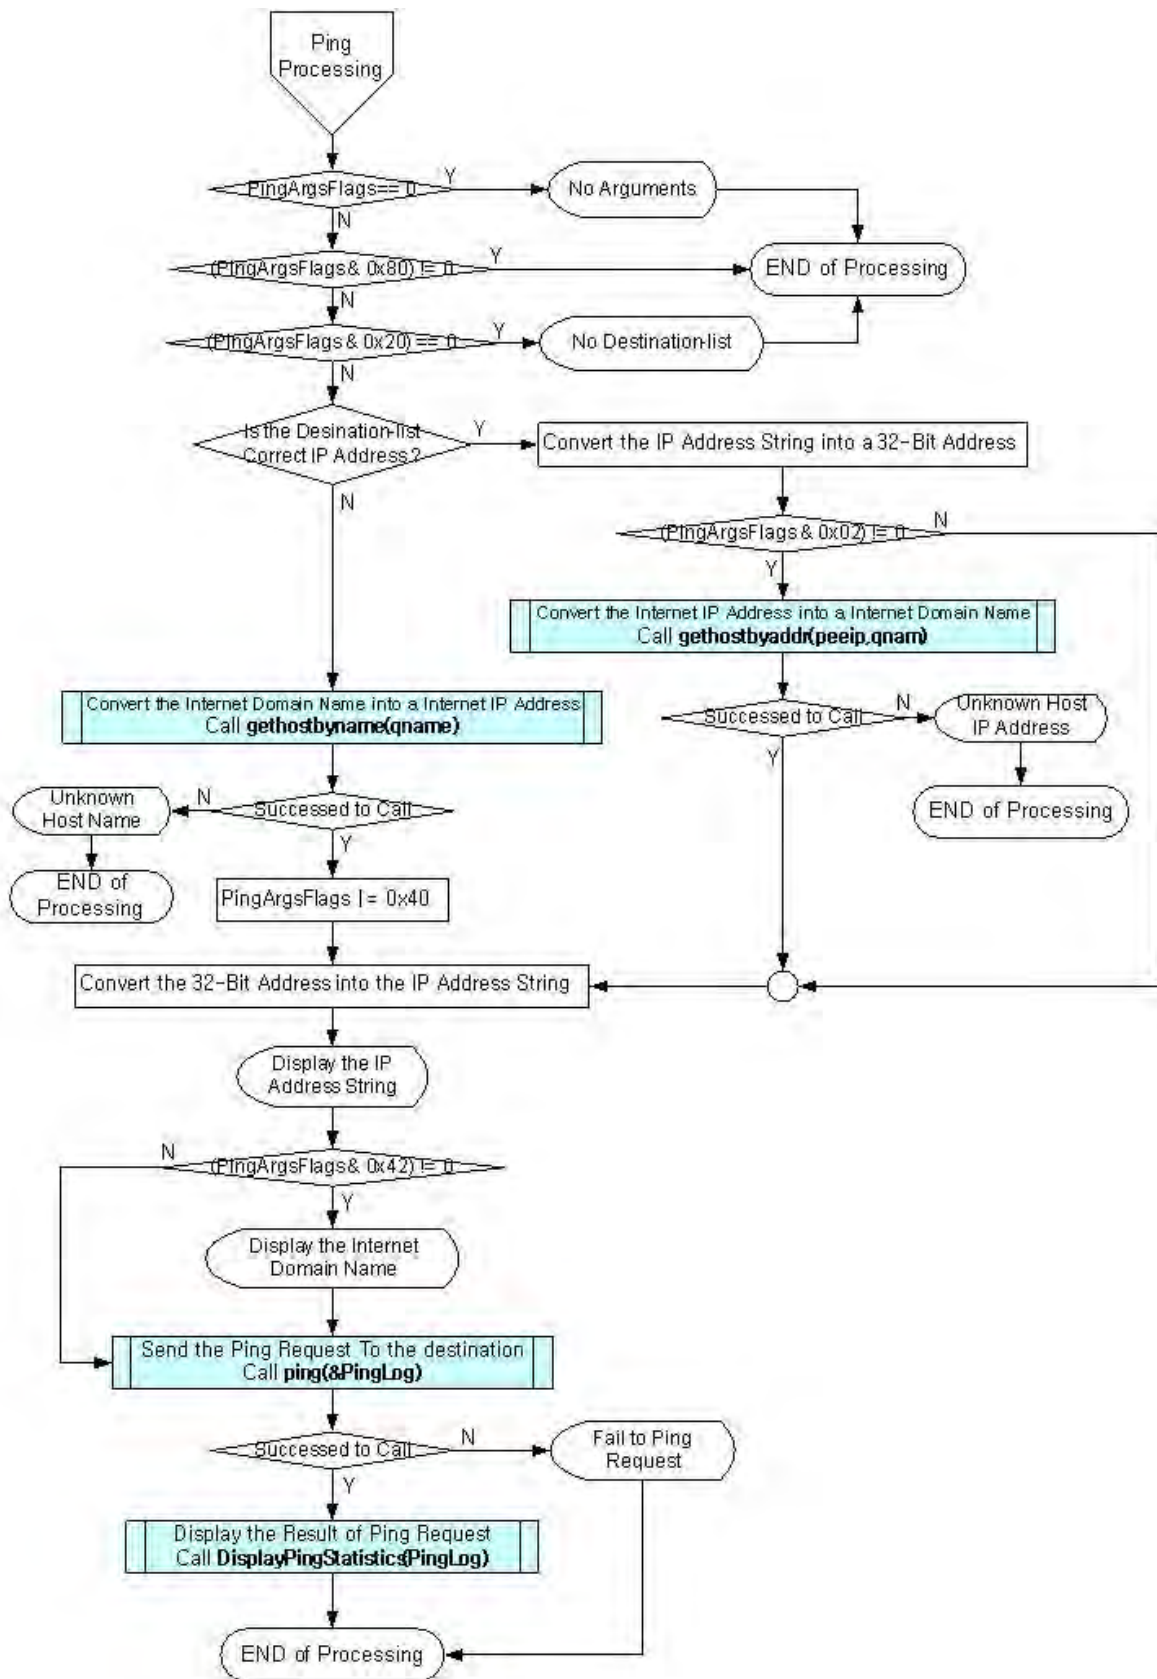 Ping
Processing
PingArgsFlags== 0
Y
No Arguments
N
(PingArgsFlags & 0x80) != 0
Y
END of Processing
N
(PingArgsFlags & 0x20) == 0
Y
No Destination-list
N
Is the Desination-list
Correct IP Address?
Y
Convert the IP Address String into a 32-Bit Address
N
(PingArgsFlags & 0x02) != 0
N
Y
Convert the Internet IP Address into a Internet Domain Name
Call gethostbyaddr(peeip,qnam)
Convert the Internet Domain Name into a Internet IP Address
Call gethostbyname(qname)
Successed to Call
N
Unknown Host
IP Address
Y
END of Processing
Unknown
Host Name
N
Successed to Call
Y
END of
Processing
PingArgsFlags |= 0x40
Convert the 32-Bit Address into the IP Address String
Display the IP
Address String
N
(PingArgsFlags & 0x42) != 0
Y
Display the Internet
Domain Name
Send the Ping Request To the destination
Call ping(&PingLog)
Successed to Call
N
Fail to Ping
Request
Y
Display the Result of Ping Request
Call DisplayPingStatistics(PingLog)
END of Processing